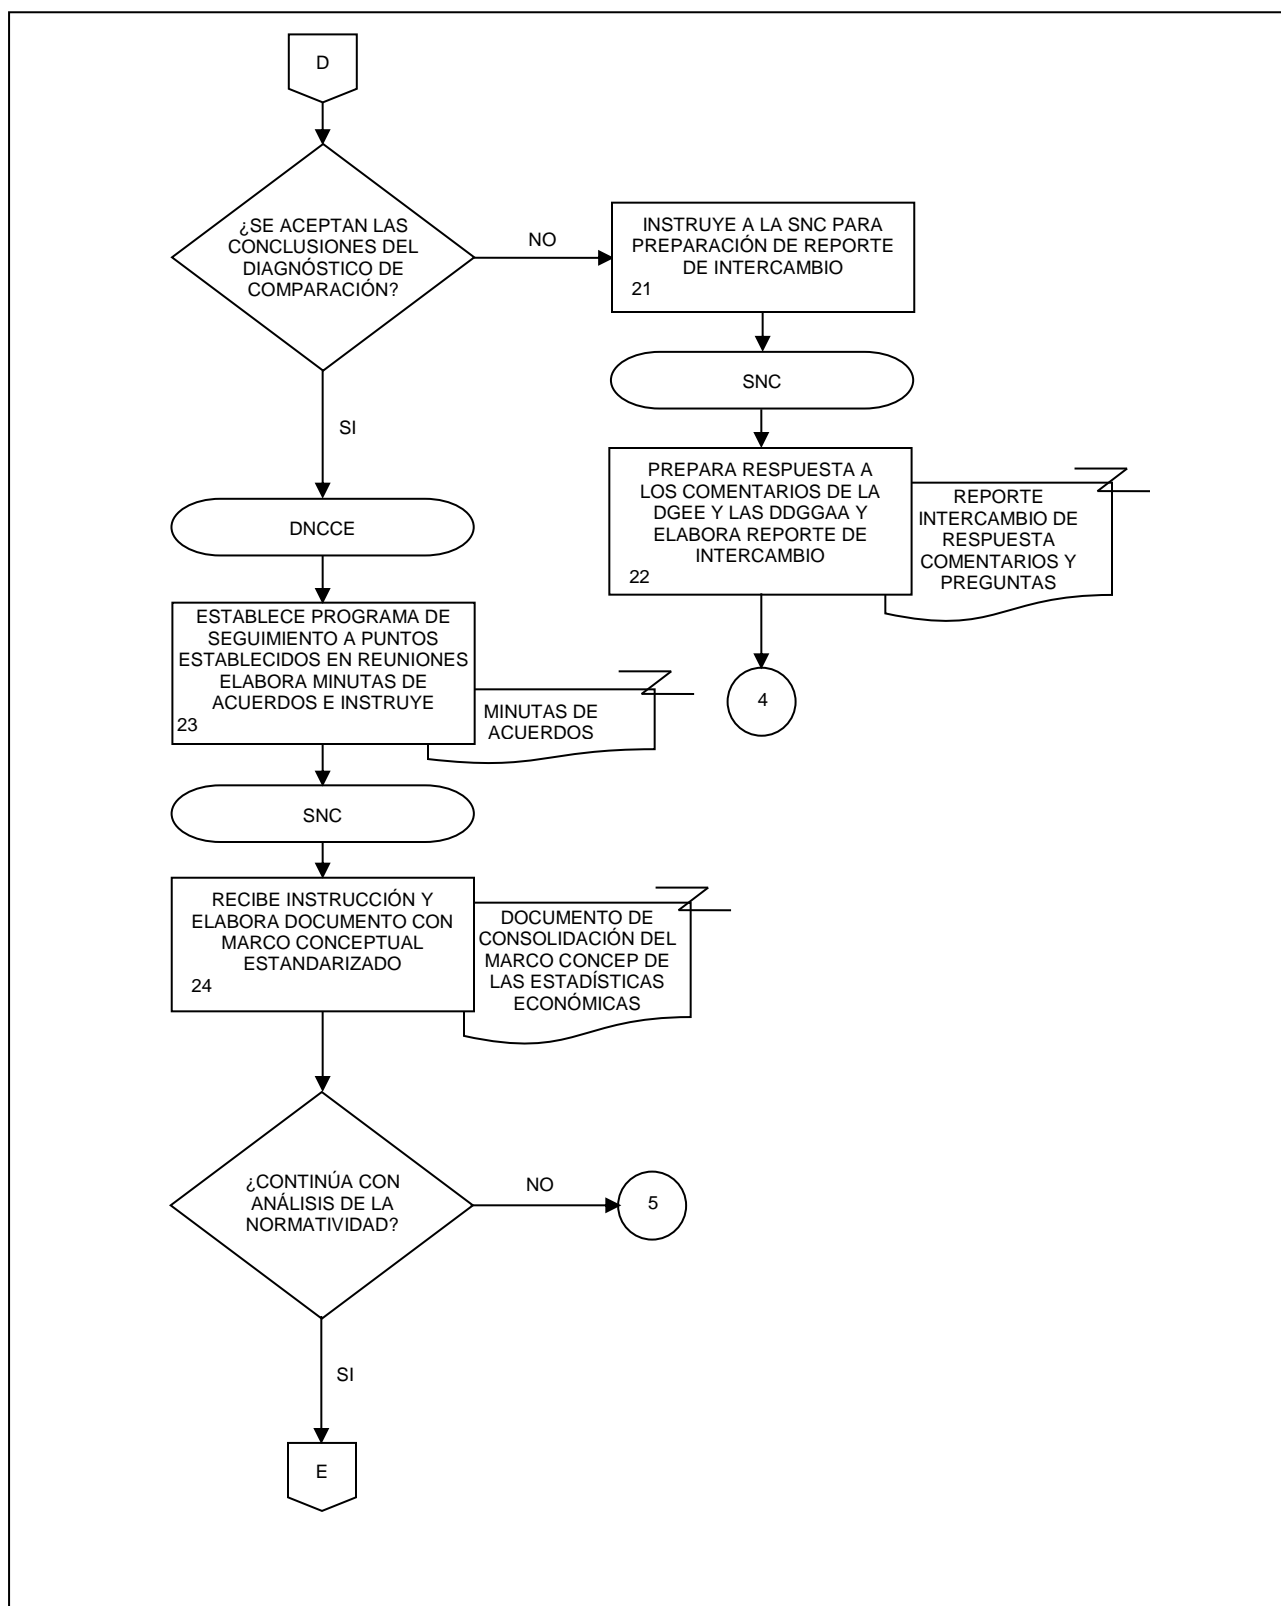 D
¿SE ACEPTAN LAS
CONCLUSIONES DEL
DIAGNÓSTICO DE
COMPARACIÓN?
NO
INSTRUYE A LA SNC PARA
PREPARACIÓN DE REPORTE
DE INTERCAMBIO
21
SNC
PREPARA RESPUESTA A
LOS COMENTARIOS DE LA
DGEE Y LAS DDGGAA Y
ELABORA REPORTE DE
INTERCAMBIO
22
REPORTE
INTERCAMBIO DE
RESPUESTA
COMENTARIOS Y
PREGUNTAS
4
SI
DNCCE
ESTABLECE PROGRAMA DE
SEGUIMIENTO A PUNTOS
ESTABLECIDOS EN REUNIONES
ELABORA MINUTAS DE
ACUERDOS E INSTRUYE
23
MINUTAS DE
ACUERDOS
SNC
RECIBE INSTRUCCIÓN Y
ELABORA DOCUMENTO CON
MARCO CONCEPTUAL
ESTANDARIZADO
24
DOCUMENTO DE
CONSOLIDACIÓN DEL
MARCO CONCEP DE
LAS ESTADÍSTICAS
ECONÓMICAS
¿CONTINÚA CON
ANÁLISIS DE LA
NORMATIVIDAD?
NO
5
SI
E